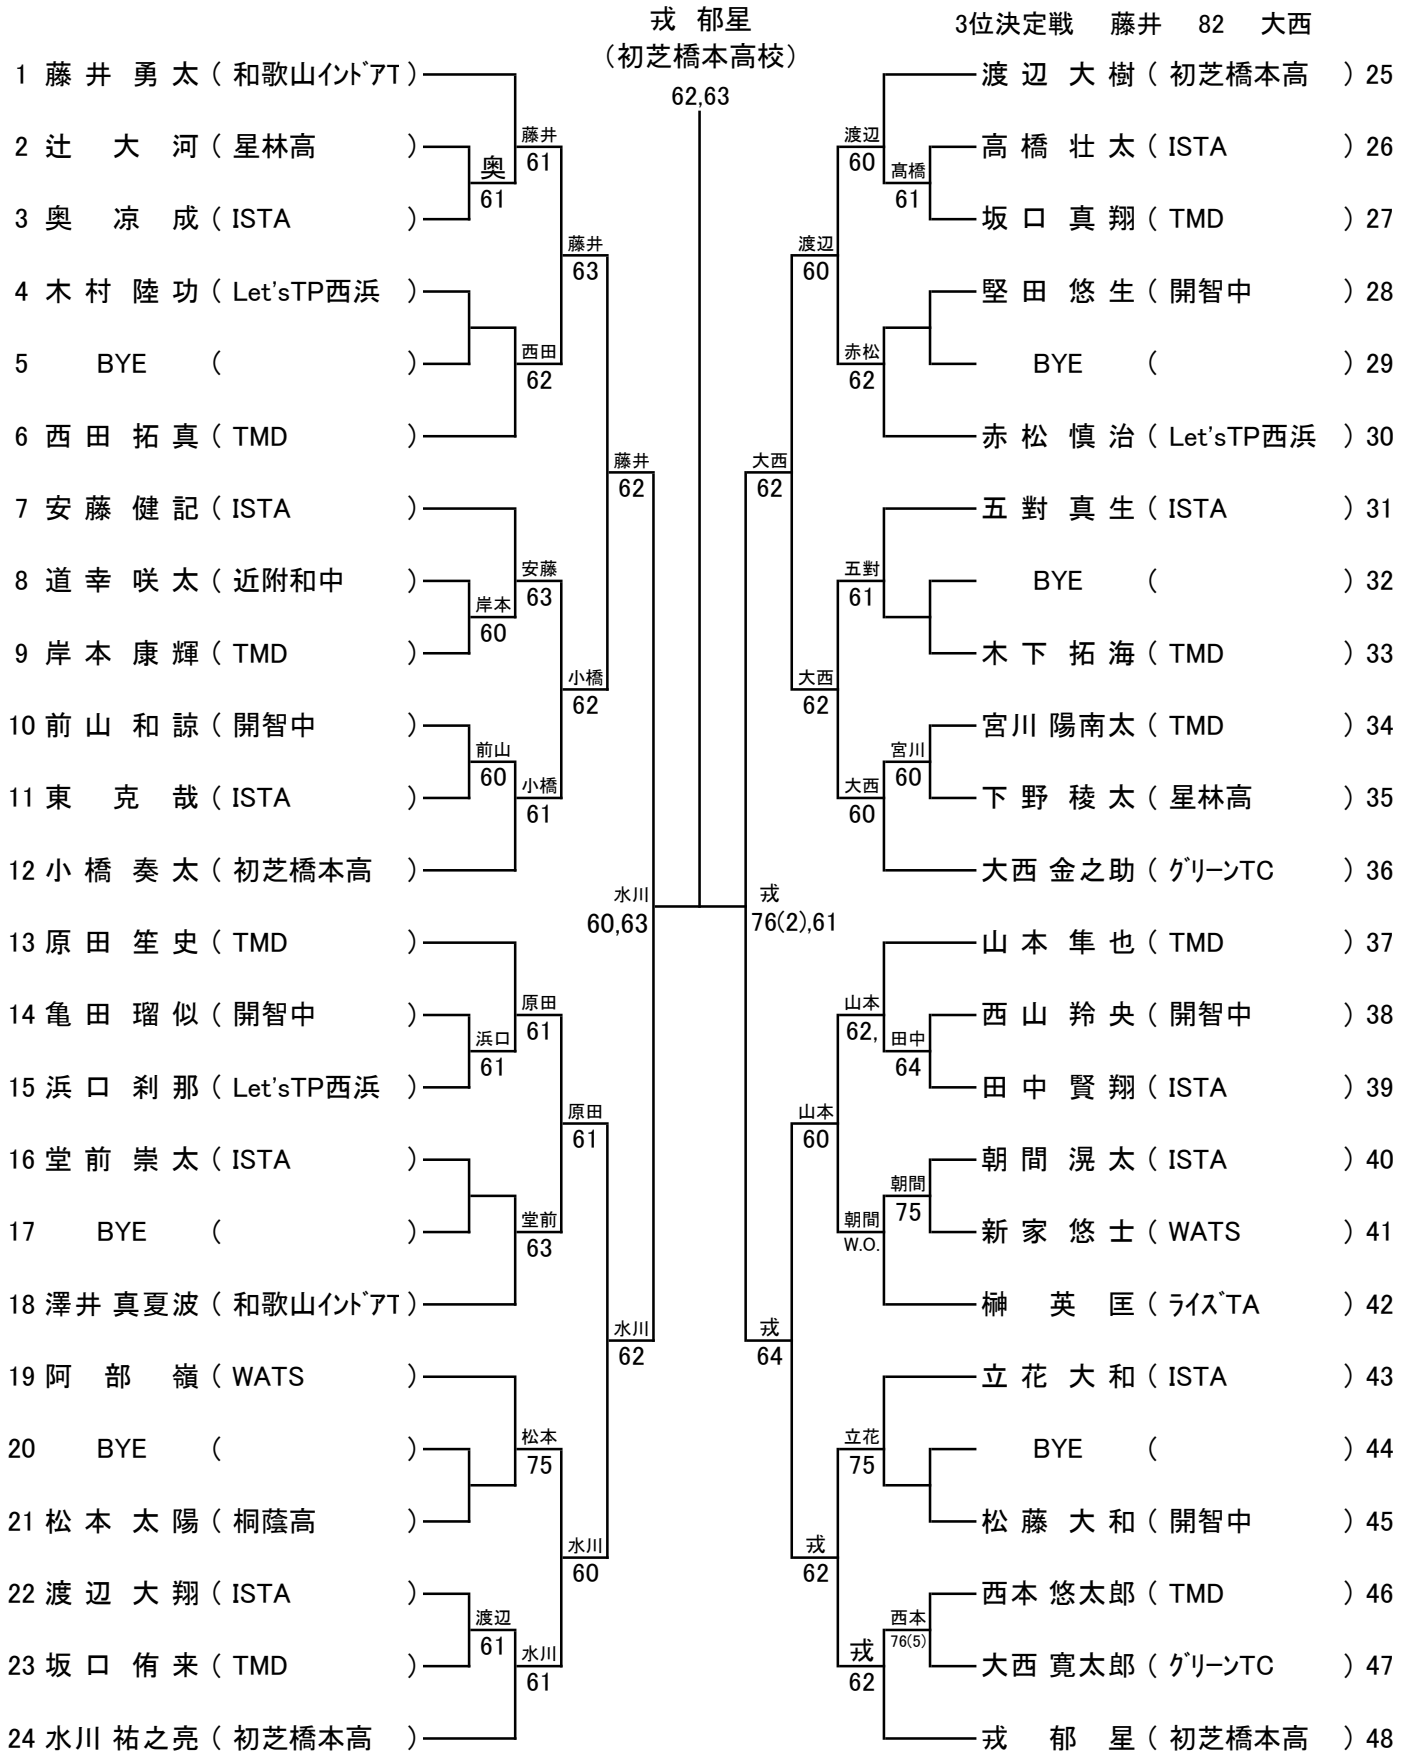 戎 郁星
(初芝橋本高校)
62,63
3位決定戦 藤井 82 大西
1 藤井 勇太 ( 和歌山インドアT )
2 辻 大河 ( 星林高 )
3 奥 凉成 ( ISTA )
4 木村 陸功 ( Let'sTP西浜 )
5 BYE ( )
6 西田 拓真 ( TMD )
7 安藤 健記 ( ISTA )
8 道幸 咲太 ( 近附和中 )
9 岸本 康輝 ( TMD )
10 前山 和諒 ( 開智中 )
11 東 克哉 ( ISTA )
12 小橋 奏太 ( 初芝橋本高 )
13 原田 笙史 ( TMD )
14 亀田 瑠似 ( 開智中 )
15 浜口 刹那 ( Let'sTP西浜 )
16 堂前 崇太 ( ISTA )
17 BYE ( )
18 澤井 真夏波 ( 和歌山インドアT )
19 阿部 嶺 ( WATS )
20 BYE ( )
21 松本 太陽 ( 桐蔭高 )
22 渡辺 大翔 ( ISTA )
23 坂口 侑来 ( TMD )
24 水川 祐之亮 ( 初芝橋本高 )
奥
61
岸本
60
前山
60
浜口
61
渡辺
61
藤井
61
西田
62
安藤
63
小橋
61
原田
61
堂前
63
松本
75
水川
61
藤井
63
小橋
62
原田
61
水川
60
藤井
62
水川
62
水川
60,63
戎
76(2),61
大西
62
戎
64
渡辺
60
大西
62
山本
60
戎
62
渡辺
60
赤松
62
五對
61
大西
60
山本
62,
朝間
W.O.
立花
75
戎
62
髙橋
61
宮川
60
田中
64
朝間
75
西本
76(5)
渡辺 大樹 ( 初芝橋本高 ) 25
高橋 壮太 ( ISTA ) 26
坂口 真翔 ( TMD ) 27
堅田 悠生 ( 開智中 ) 28
BYE ( ) 29
赤松 慎治 ( Let'sTP西浜 ) 30
五對 真生 ( ISTA ) 31
BYE ( ) 32
木下 拓海 ( TMD ) 33
宮川 陽南太 ( TMD ) 34
下野 稜太 ( 星林高 ) 35
大西 金之助 ( グリーンTC ) 36
山本 隼也 ( TMD ) 37
西山 羚央 ( 開智中 ) 38
田中 賢翔 ( ISTA ) 39
朝間 滉太 ( ISTA ) 40
新家 悠士 ( WATS ) 41
榊 英匡 ( ライズTA ) 42
立花 大和 ( ISTA ) 43
BYE ( ) 44
松藤 大和 ( 開智中 ) 45
西本 悠太郎 ( TMD ) 46
大西 寛太郎 ( グリーンTC ) 47
戎 郁星 ( 初芝橋本高 ) 48